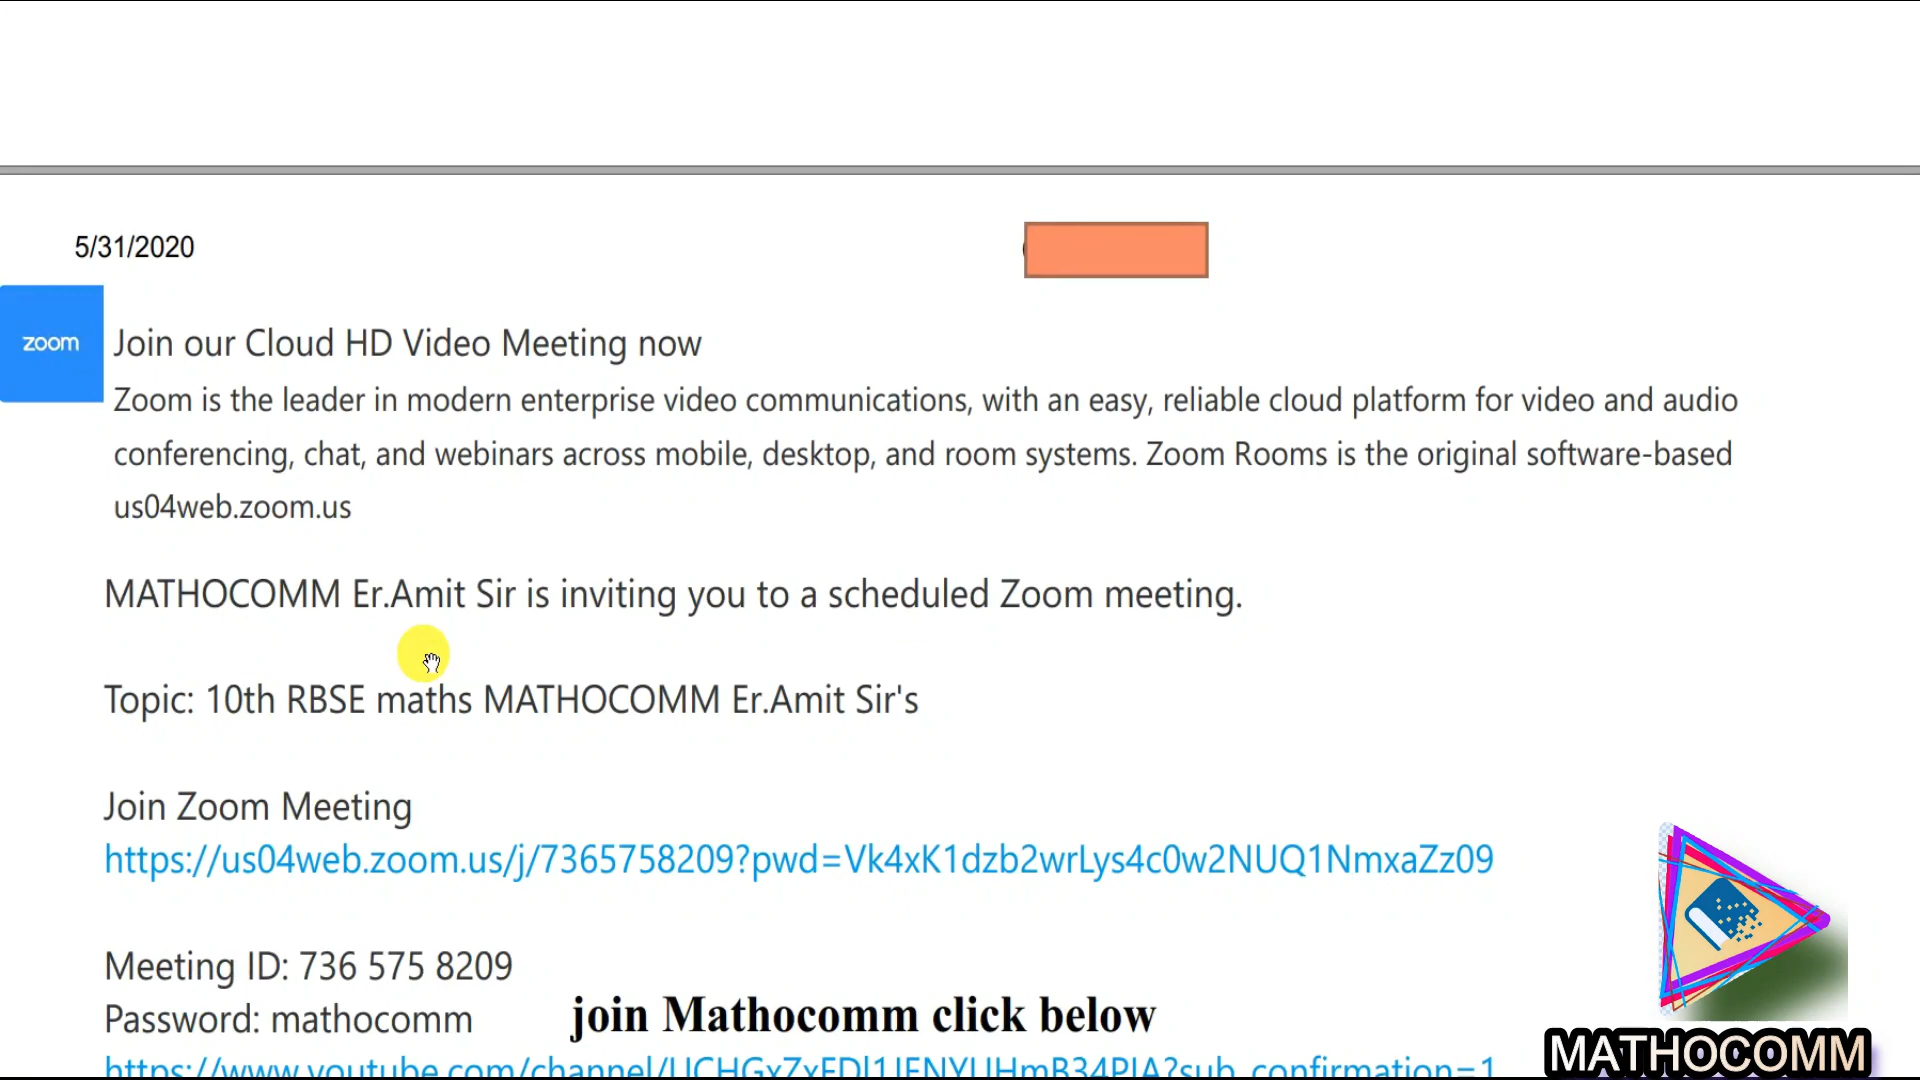 5/31/2020
zoom
Join our Cloud HD Video Meeting now
Zoom is the leader in modern enterprise video communications, with an easy, reliable cloud platform for video and audio
conferencing, chat, and webinars across mobile, desktop, and room systems. Zoom Rooms is the original software-based
us04web.zoom.us
MATHOCOMM Er.Amit Sir is inviting you to a scheduled Zoom meeting.
Topic: 10th RBSE maths MATHOCOMM Er.Amit Sir's
Join Zoom Meeting
https://us04web.zoom.us/j/7365758209?pwd=Vk4xK1dzb2wrLys4c0w2NUQ1NmxaZz09
Meeting ID: 736 575 8209
Password: mathocomm
join Mathocomm click below
MATHOCOMM